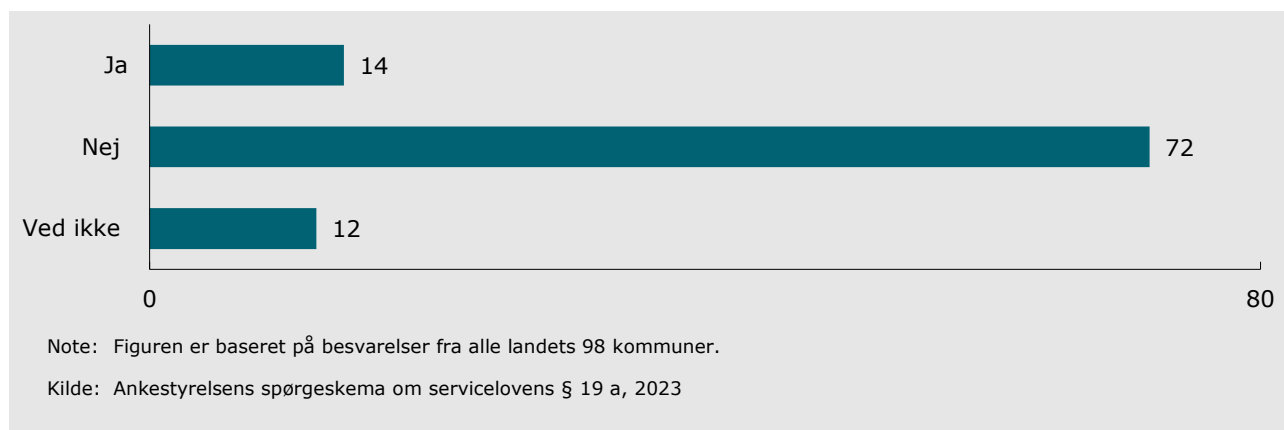 Ja 14
Nej 72
Ved ikke 12
0 80
Note: Figuren er baseret på besvarelser fra alle landets 98 kommuner.
Kilde: Ankestyrelsens spørgeskema om servicelovens § 19 a, 2023